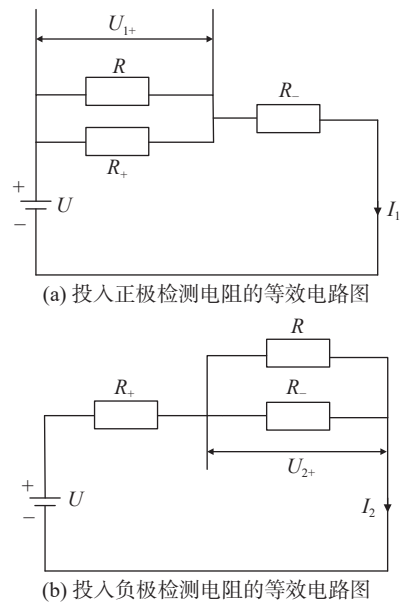 U₁₊
R
R₋
R₊
+
U
−
I₁
(a) 投入正极检测电阻的等效电路图
R
R₊
R₋
U₂₊
+
U
I₂
−
(b) 投入负极检测电阻的等效电路图